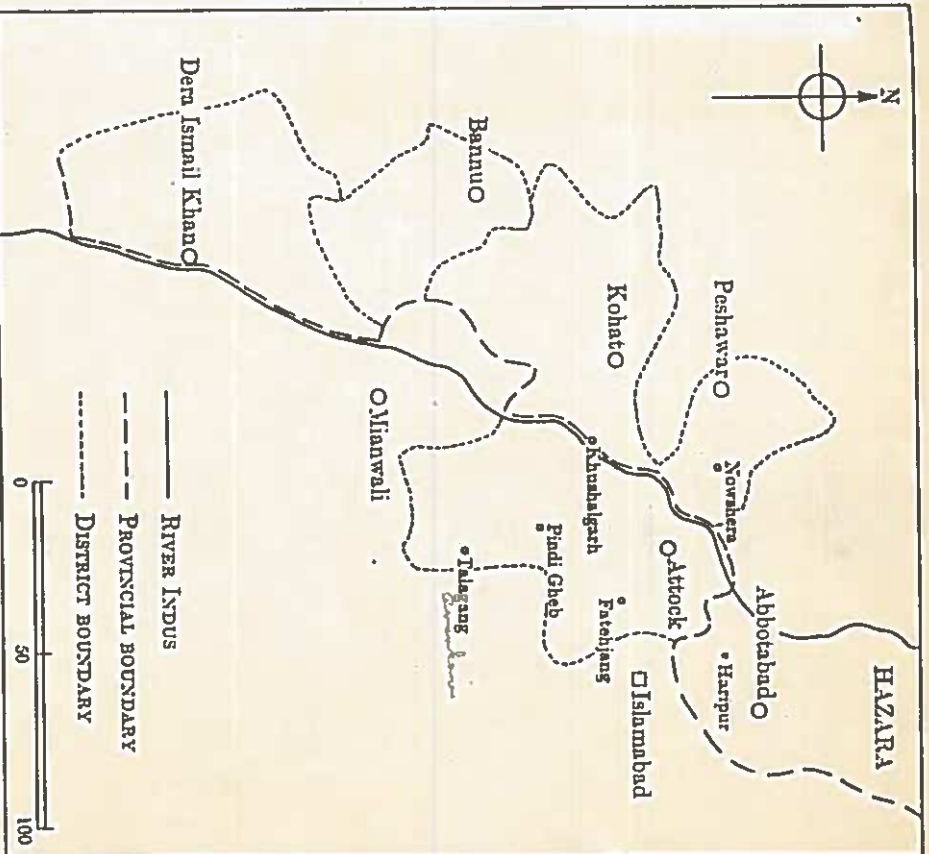 N
HAZARA
Abbotabad
Haripur
Peshawar
Nowshera
Attock
Islamabad
Kohat
Khushalgarh
Fatehjang
Pindi Gheb
Bannu
Talagang
Mianwali
Dera Ismail Khan
RIVER INDUS
PROVINCIAL BOUNDARY
DISTRICT BOUNDARY
0 50 100